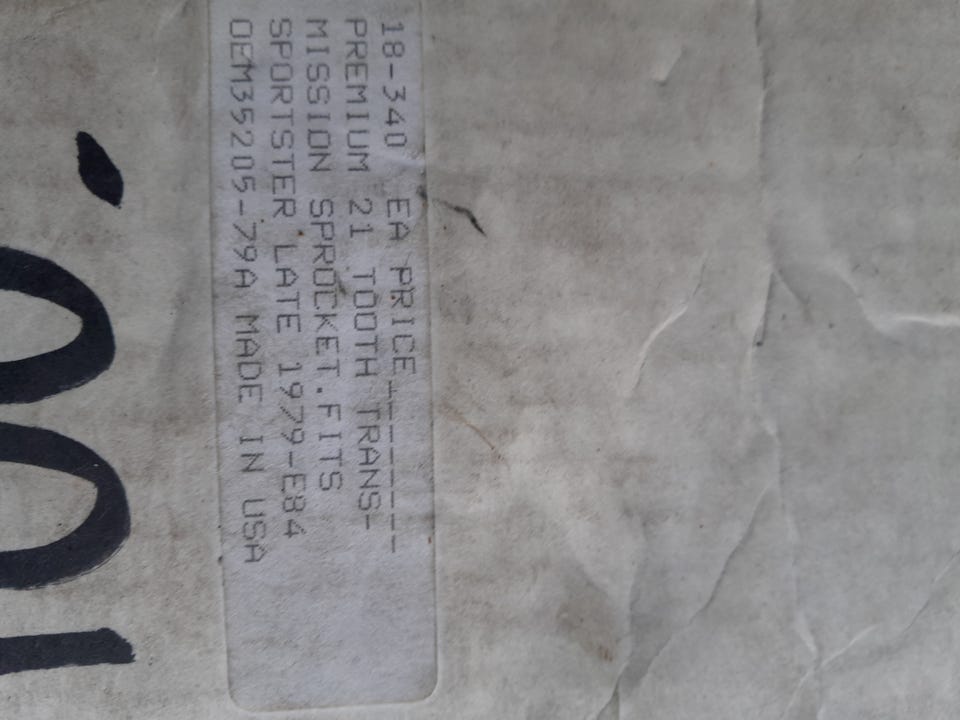 18-340 EA PRICE_______
PREMIUM 21 TOOTH TRANS-
MISSION SPROCKET.FITS
SPORTSTER LATE 1979-E84
OEM35205-79A MADE IN USA